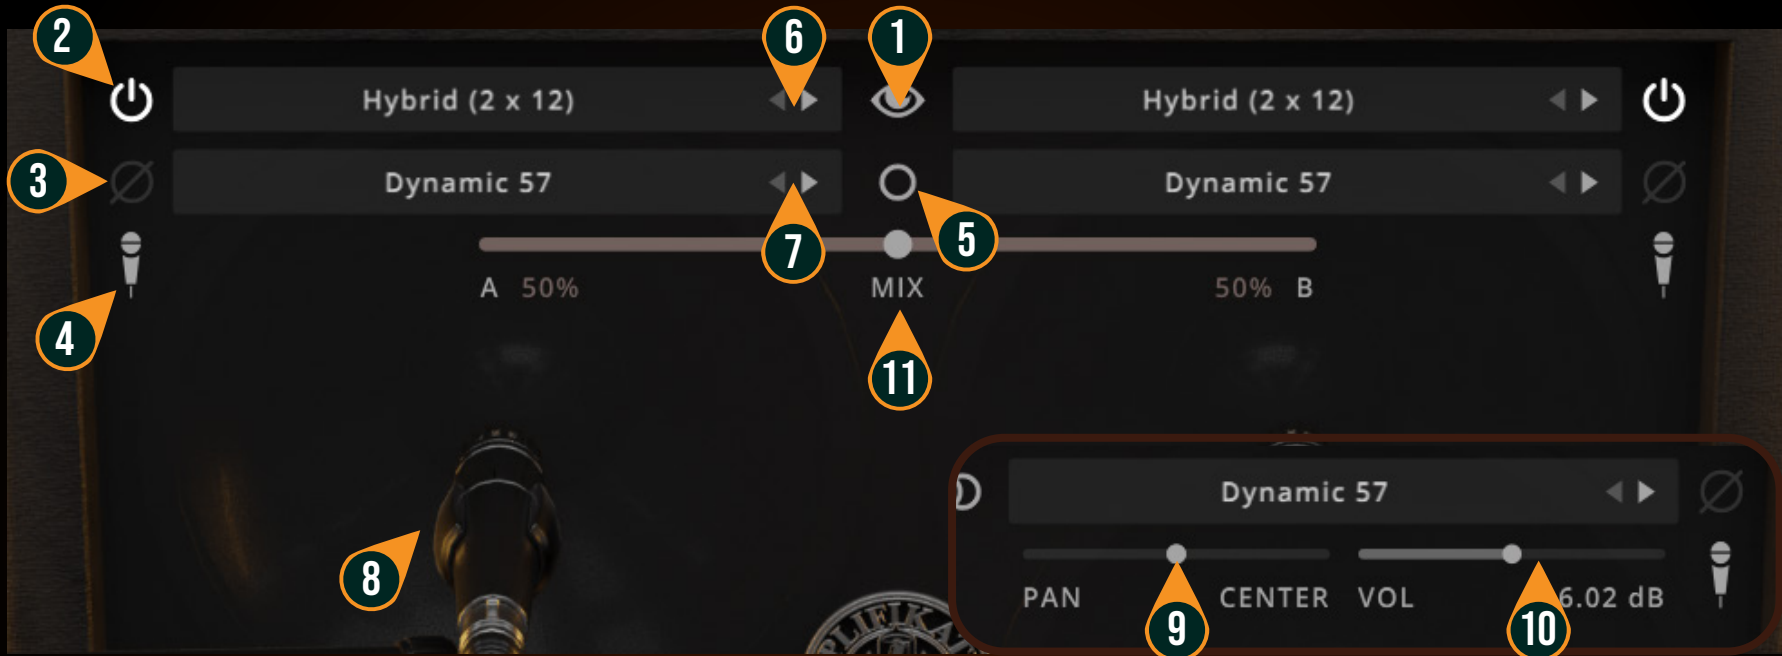 2
6
1
Hybrid (2 x 12)
Hybrid (2 x 12)
3
Dynamic 57
Dynamic 57
7
5
A 50%
MIX
50% B
4
11
8
Dynamic 57
PAN
CENTER
VOL
6.02 dB
9
10
PLIFIKA